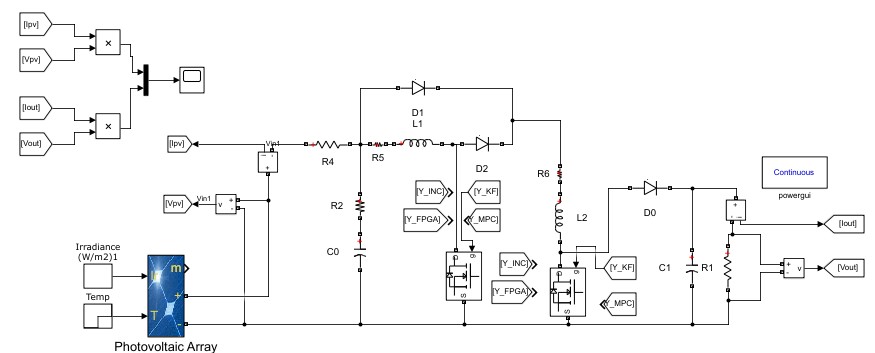 [Ipv]
×
[Vpv]
[Iout]
×
[Vout]
D1
L1
[Ipv]
Vin1
i
+
R4
R5
D2
R6
Continuous
powergui
[Vpv]
Vin1
v
+
-
R2
[Y_INC]
[Y_KF]
[Y_FPGA]
[Y_MPC]
L2
D0
+
i
-
[Iout]
Irradiance
(W/m2)1
C0
[Y_INC]
[Y_KF]
C1
R1
+
-
v
[Vout]
Temp
Ir
m
T
+
-
g
D
S
[Y_FPGA]
[Y_MPC]
g
D
S
Photovoltaic Array